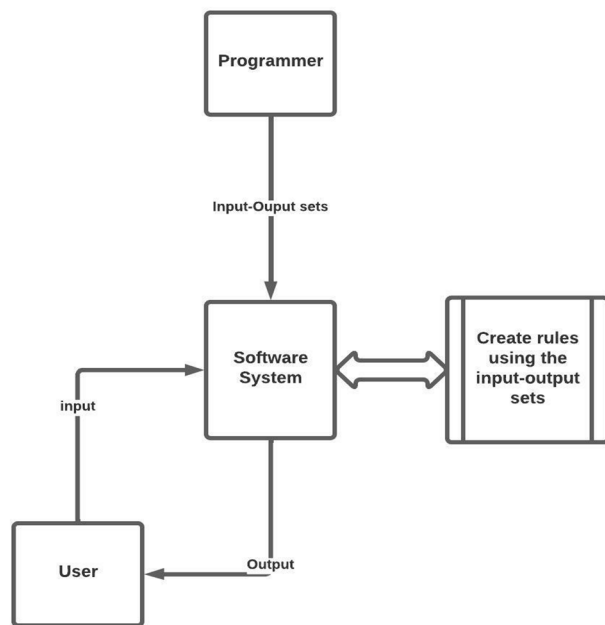 Programmer
Input-Ouput sets
Software
System
Create rules
using the
input-output
sets
input
Output
User